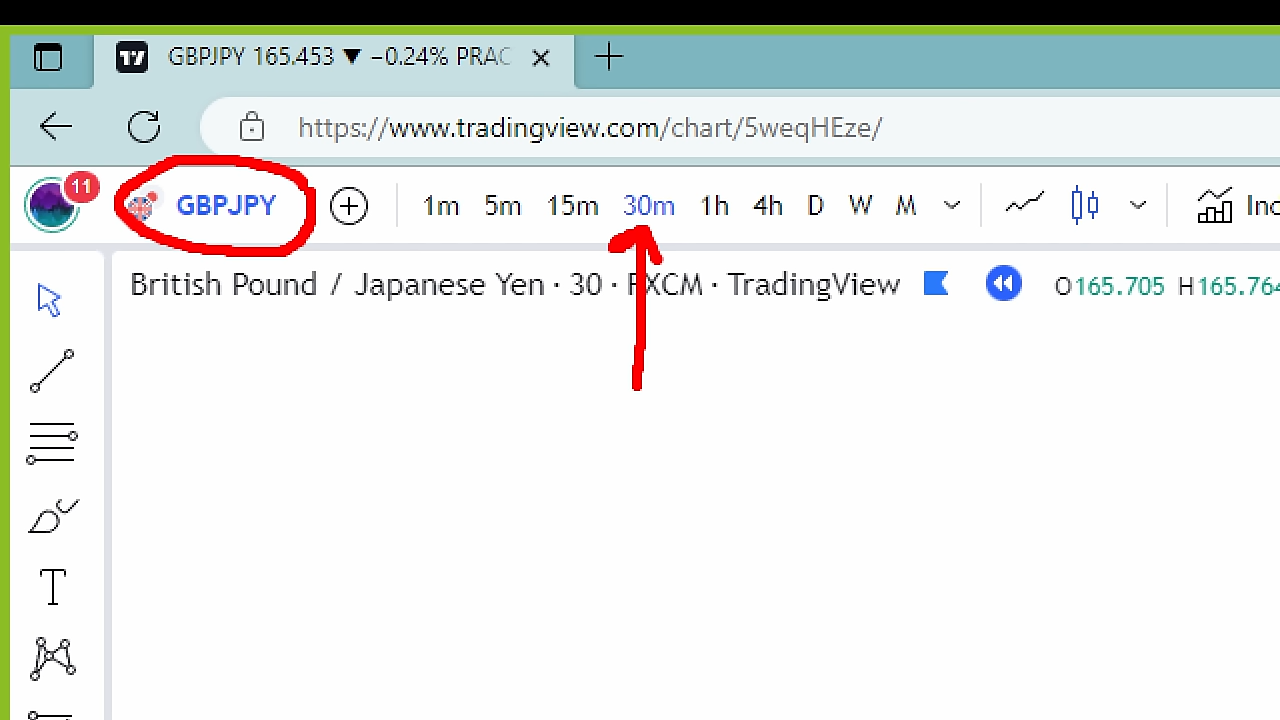 GBPJPY 165.453 ▼ −0.24% PRAC
https://www.tradingview.com/chart/5weqHEze/
11 GBPJPY 1m 5m 15m 30m 1h 4h D W M
British Pound / Japanese Yen · 30 · FXCM · TradingView O165.705 H165.764